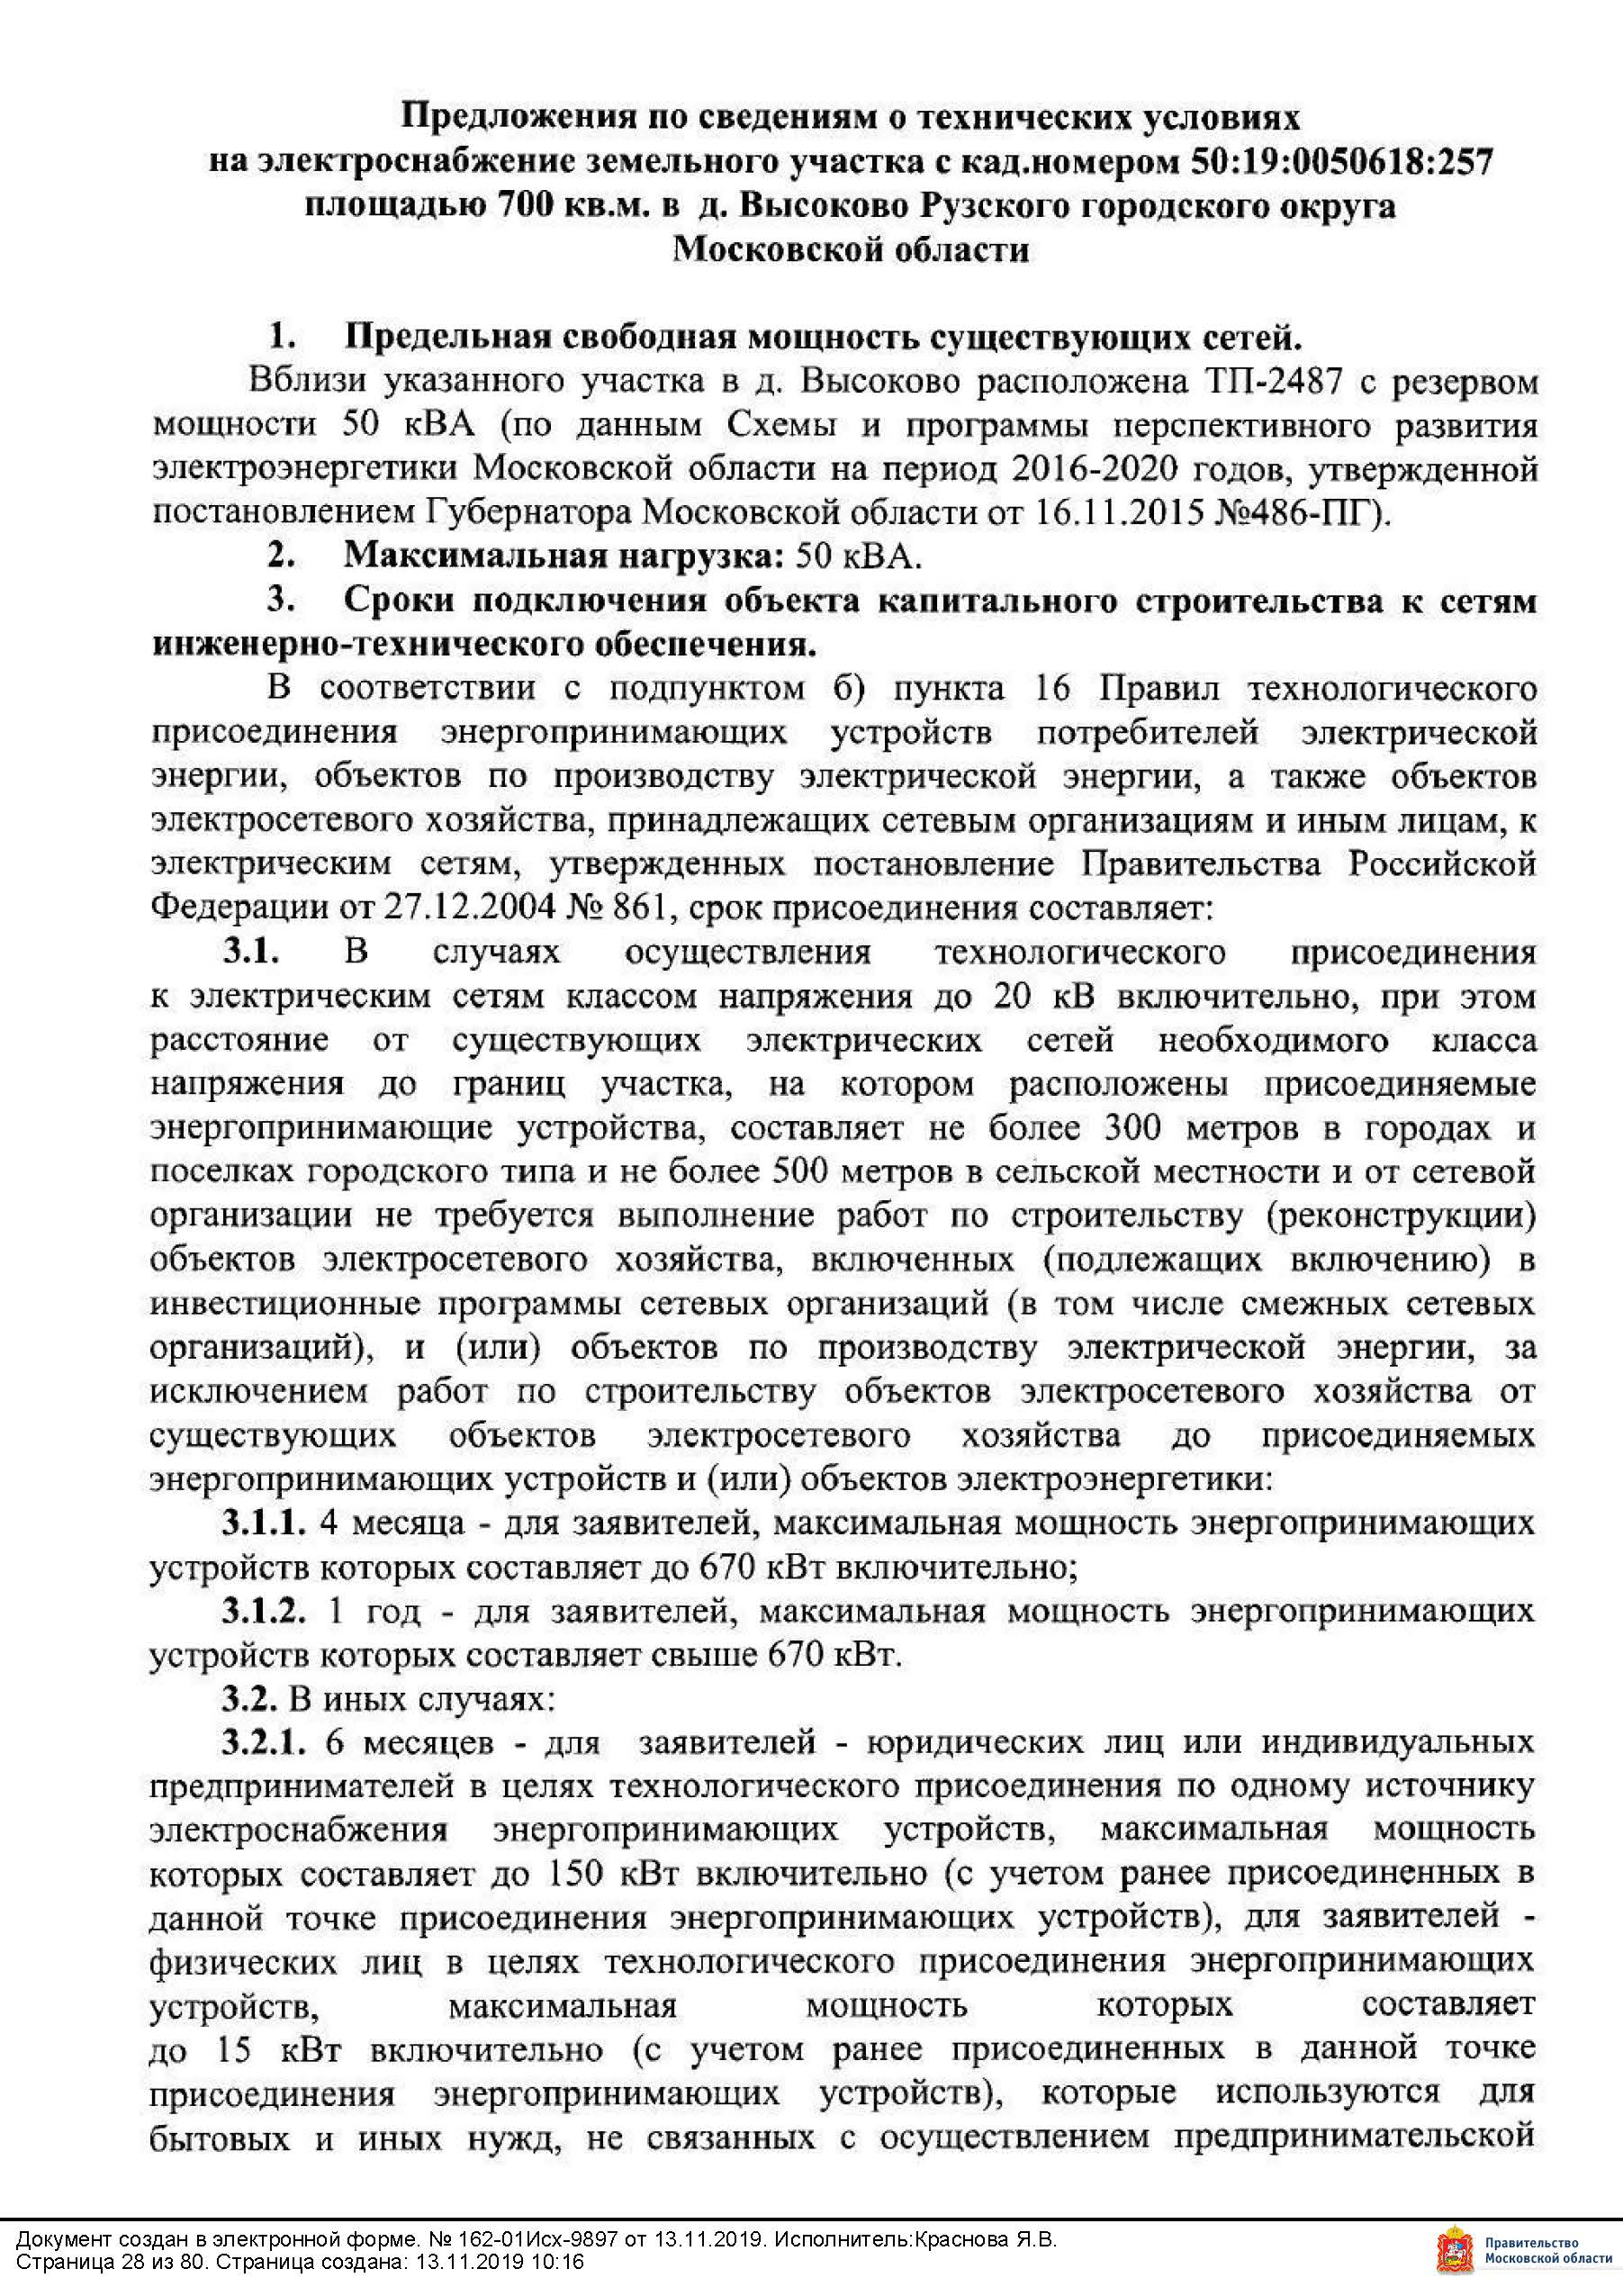 Предложения по сведениям о технических условиях
на электроснабжение земельного участка с кад.номером 50:19:0050618:257
площадью 700 кв.м. в д. Высоково Рузского городского округа
Московской области
1. Предельная свободная мощность существующих сетей.
Вблизи указанного участка в д. Высоково расположена ТП-2487 с резервом
мощности 50 кВА (по данным Схемы и программы перспективного развития
электроэнергетики Московской области на период 2016-2020 годов, утвержденной
постановлением Губернатора Московской области от 16.11.2015 №486-ПГ).
2. Максимальная нагрузка: 50 кВА.
3. Сроки подключения объекта капитального строительства к сетям
инженерно-технического обеспечения.
В соответствии с подпунктом б) пункта 16 Правил технологического
присоединения энергопринимающих устройств потребителей электрической
энергии, объектов по производству электрической энергии, а также объектов
электросетевого хозяйства, принадлежащих сетевым организациям и иным лицам, к
электрическим сетям, утвержденных постановление Правительства Российской
Федерации от 27.12.2004 № 861, срок присоединения составляет:
3.1. В случаях осуществления технологического присоединения
к электрическим сетям классом напряжения до 20 кВ включительно, при этом
расстояние от существующих электрических сетей необходимого класса
напряжения до границ участка, на котором расположены присоединяемые
энергопринимающие устройства, составляет не более 300 метров в городах и
поселках городского типа и не более 500 метров в сельской местности и от сетевой
организации не требуется выполнение работ по строительству (реконструкции)
объектов электросетевого хозяйства, включенных (подлежащих включению) в
инвестиционные программы сетевых организаций (в том числе смежных сетевых
организаций), и (или) объектов по производству электрической энергии, за
исключением работ по строительству объектов электросетевого хозяйства от
существующих объектов электросетевого хозяйства до присоединяемых
энергопринимающих устройств и (или) объектов электроэнергетики:
3.1.1. 4 месяца - для заявителей, максимальная мощность энергопринимающих
устройств которых составляет до 670 кВт включительно;
3.1.2. 1 год - для заявителей, максимальная мощность энергопринимающих
устройств которых составляет свыше 670 кВт.
3.2. В иных случаях:
3.2.1. 6 месяцев - для заявителей - юридических лиц или индивидуальных
предпринимателей в целях технологического присоединения по одному источнику
электроснабжения энергопринимающих устройств, максимальная мощность
которых составляет до 150 кВт включительно (с учетом ранее присоединенных в
данной точке присоединения энергопринимающих устройств), для заявителей -
физических лиц в целях технологического присоединения энергопринимающих
устройств, максимальная мощность которых составляет
до 15 кВт включительно (с учетом ранее присоединенных в данной точке
присоединения энергопринимающих устройств), которые используются для
бытовых и иных нужд, не связанных с осуществлением предпринимательской
Документ создан в электронной форме. № 162-01Исх-9897 от 13.11.2019. Исполнитель:Краснова Я.В.
Страница 28 из 80. Страница создана: 13.11.2019 10:16
Правительство
Московской области